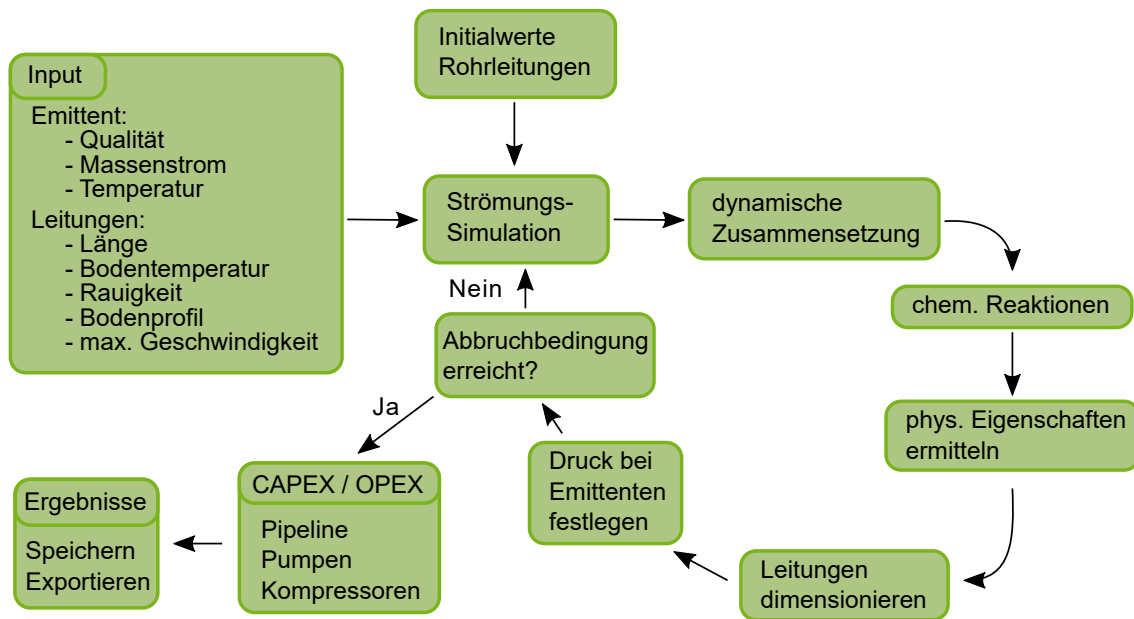 Initialwerte
Rohrleitungen
Input
Emittent:
- Qualität
- Massenstrom
- Temperatur
Leitungen:
- Länge
- Bodentemperatur
- Rauigkeit
- Bodenprofil
- max. Geschwindigkeit
Strömungs-
Simulation
dynamische
Zusammensetzung
chem. Reaktionen
phys. Eigenschaften
ermitteln
Leitungen
dimensionieren
Druck bei
Emittenten
festlegen
Abbruchbedingung
erreicht?
Nein
Ja
CAPEX / OPEX
Pipeline
Pumpen
Kompressoren
Ergebnisse
Speichern
Exportieren